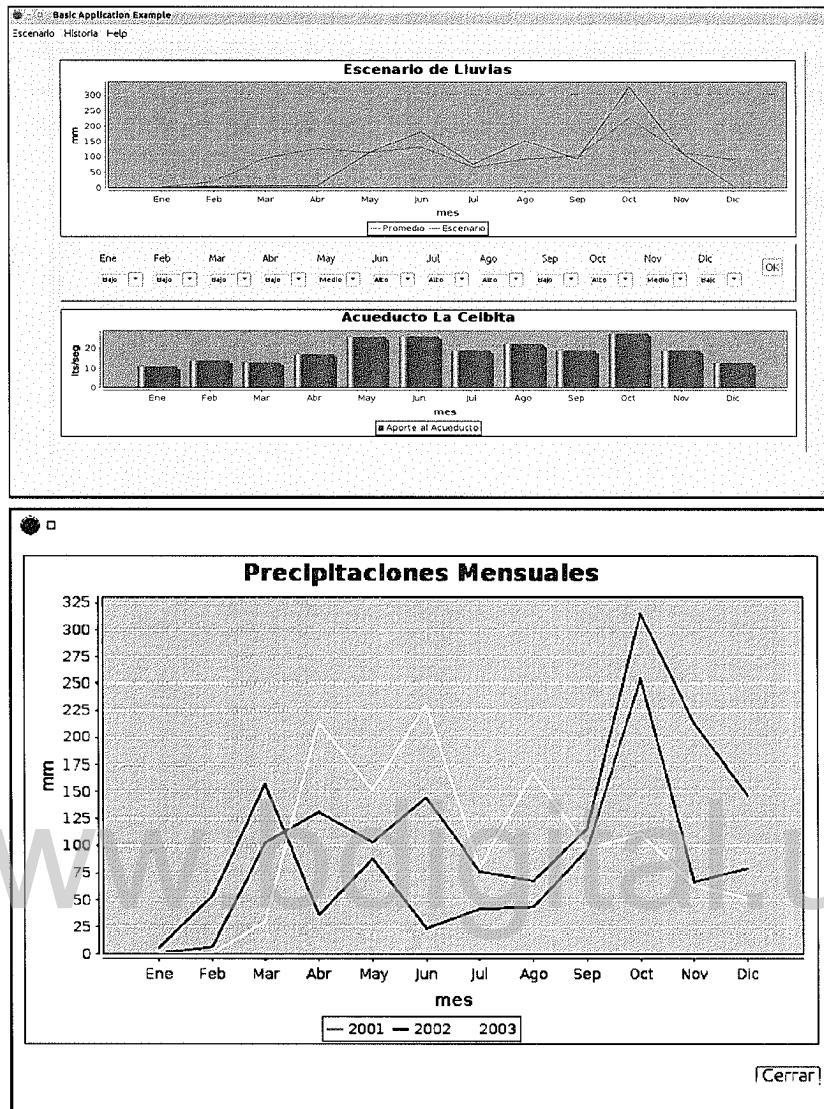 Basic Application Example
Escenario Historia Help
Escenario de Lluvias
300
250
200
150
100
50
0
mm
Ene Feb Mar Abr May Jun Jul Ago Sep Oct Nov Dic
mes
Promedio Escenario
Ene Feb Mar Abr May Jun Jul Ago Sep Oct Nov Dic
Bajo Bajo Bajo Bajo Medio Alto Alto Alto Bajo Alto Medio Bajo
OK
Acueducto La Ceibita
20
10
0
lts/seg
Ene Feb Mar Abr May Jun Jul Ago Sep Oct Nov Dic
mes
Aporte al Acueducto
Precipitaciones Mensuales
325
300
275
250
225
200
175
150
125
100
75
50
25
0
mm
Ene Feb Mar Abr May Jun Jul Ago Sep Oct Nov Dic
mes
2001 2002 2003
Cerrar
www.bdigital.u